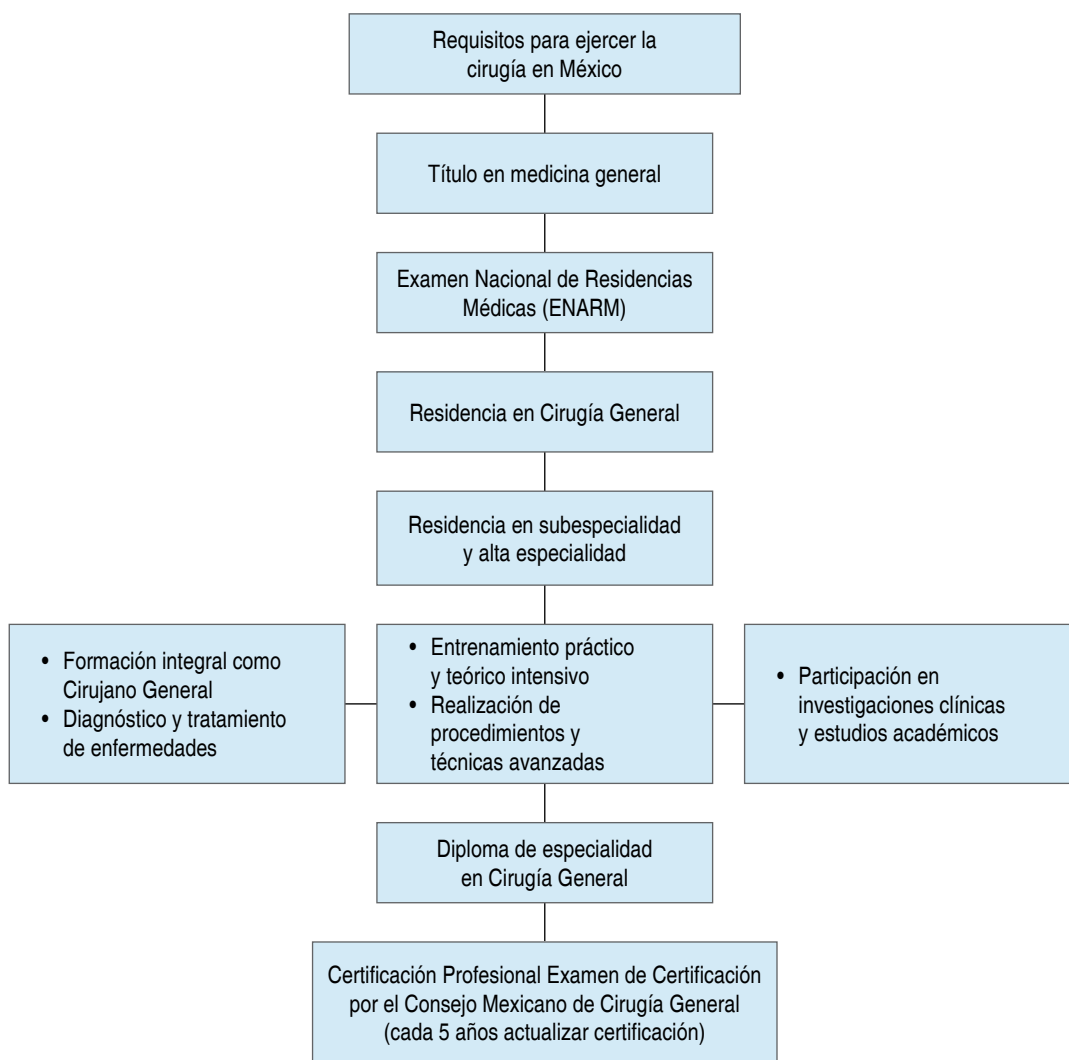 Requisitos para ejercer la
cirugía en México
Título en medicina general
Examen Nacional de Residencias
Médicas (ENARM)
Residencia en Cirugía General
Residencia en subespecialidad
y alta especialidad
• Formación integral como
Cirujano General
• Diagnóstico y tratamiento
de enfermedades
• Entrenamiento práctico
y teórico intensivo
• Realización de
procedimientos y
técnicas avanzadas
• Participación en
investigaciones clínicas
y estudios académicos
Diploma de especialidad
en Cirugía General
Certificación Profesional Examen de Certificación
por el Consejo Mexicano de Cirugía General
(cada 5 años actualizar certificación)